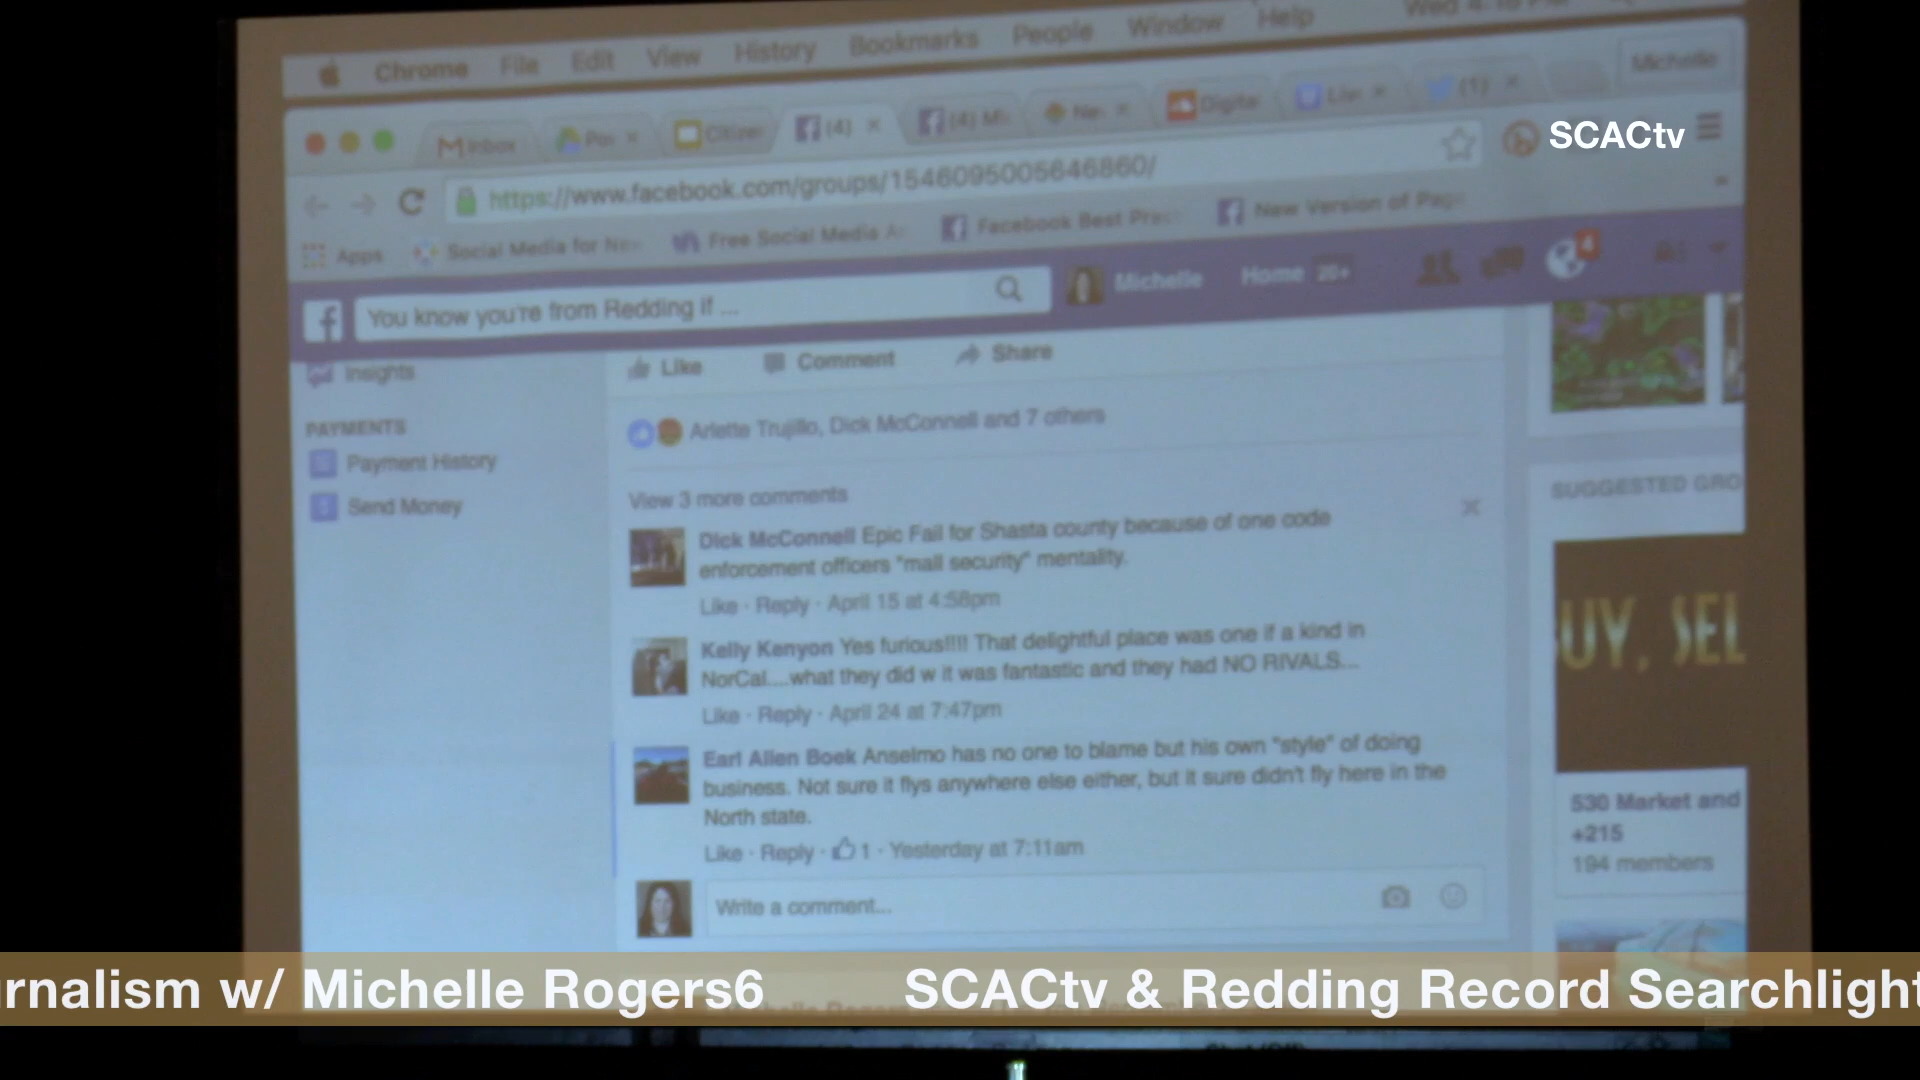 Chrome File Edit View History Bookmarks People Window Help
Michelle
Inbox
Citizen
(4)
(4)
(1)
SCACtv
https://www.facebook.com/groups/1546095005646860/
Apps Social Media for Free Social Media Facebook Best New Version of
You know you're from Redding if ...
Michelle Home 20+
4
Insights
Like Comment Share
PAYMENTS
Payment History
Send Money
Arlette Trujillo, Dick McConnell and 7 others
View 3 more comments
Dick McConnell Epic Fail for Shasta county because of one code
enforcement officers "mall security" mentality.
Like · Reply · April 15 at 4:58pm
Kelly Kenyon Yes furious!!!! That delightful place was one if a kind in
NorCal....what they did w it was fantastic and they had NO RIVALS...
Like · Reply · April 24 at 7:47pm
Earl Allen Boek Anselmo has no one to blame but his own "style" of doing
business. Not sure it flys anywhere else either, but it sure didn't fly here in the
North state.
Like · Reply · 1 · Yesterday at 7:11am
Write a comment...
SUGGESTED GRO
UY, SEL
530 Market and
+215
194 members
rnalism w/ Michelle Rogers6 SCACtv & Redding Record Searchlight